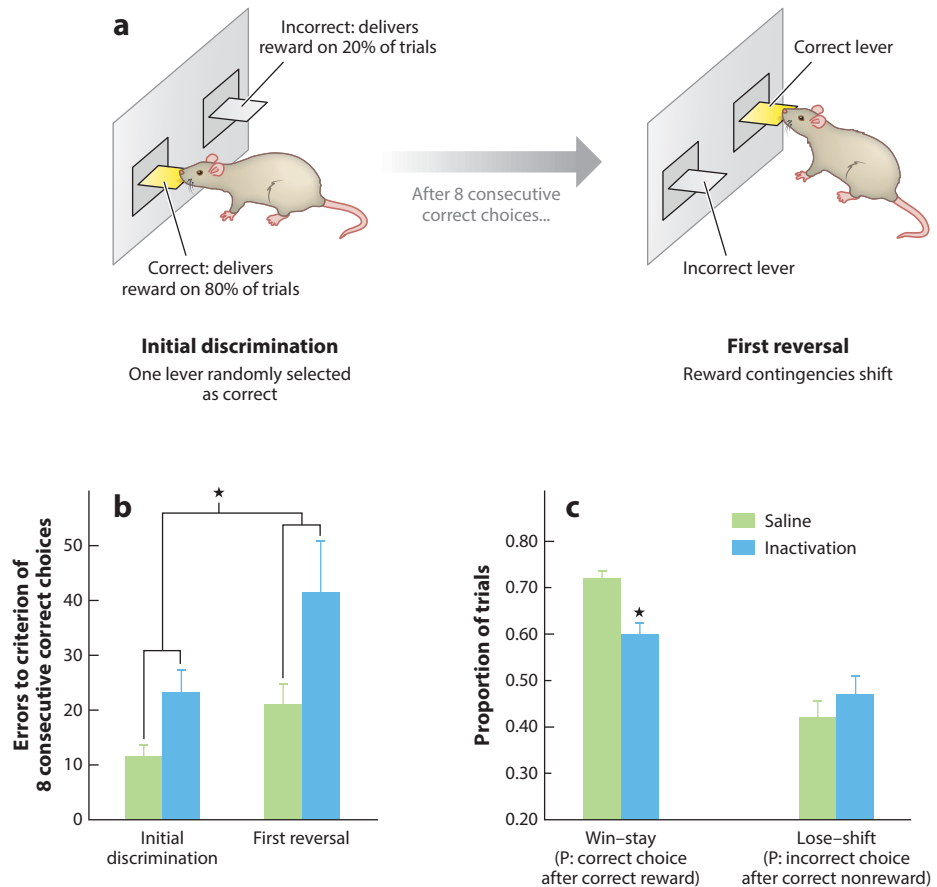 a
Incorrect: delivers
reward on 20% of trials
Correct lever
After 8 consecutive
correct choices...
Correct: delivers
reward on 80% of trials
Incorrect lever
Initial discrimination
One lever randomly selected
as correct
First reversal
Reward contingencies shift
b
Errors to criterion of
8 consecutive correct choices
50
40
30
20
10
0
★
Initial
discrimination
First reversal
c
Proportion of trials
0.80
0.70
0.60
0.50
0.40
0.30
0.20
Saline
Inactivation
★
Win–stay
(P: correct choice
after correct reward)
Lose–shift
(P: incorrect choice
after correct nonreward)